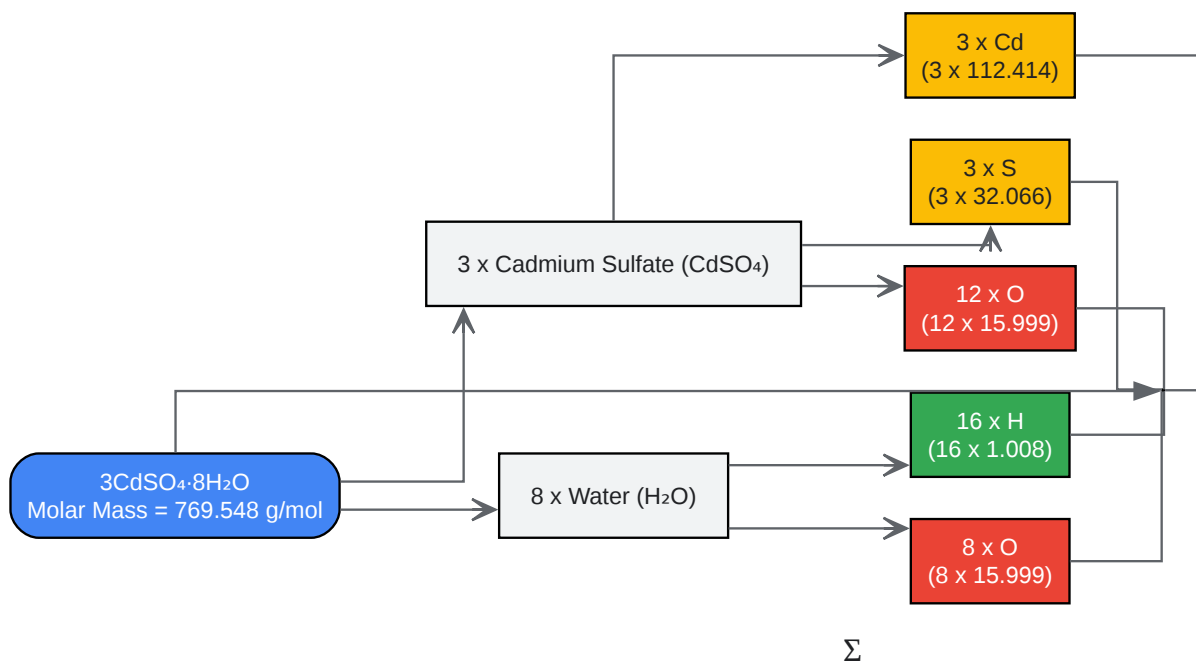 3 x Cd
(3 x 112.414)
3 x S
(3 x 32.066)
3 x Cadmium Sulfate (CdSO₄)
12 x O
(12 x 15.999)
16 x H
(16 x 1.008)
3CdSO₄·8H₂O
Molar Mass = 769.548 g/mol
8 x Water (H₂O)
8 x O
(8 x 15.999)
Σ